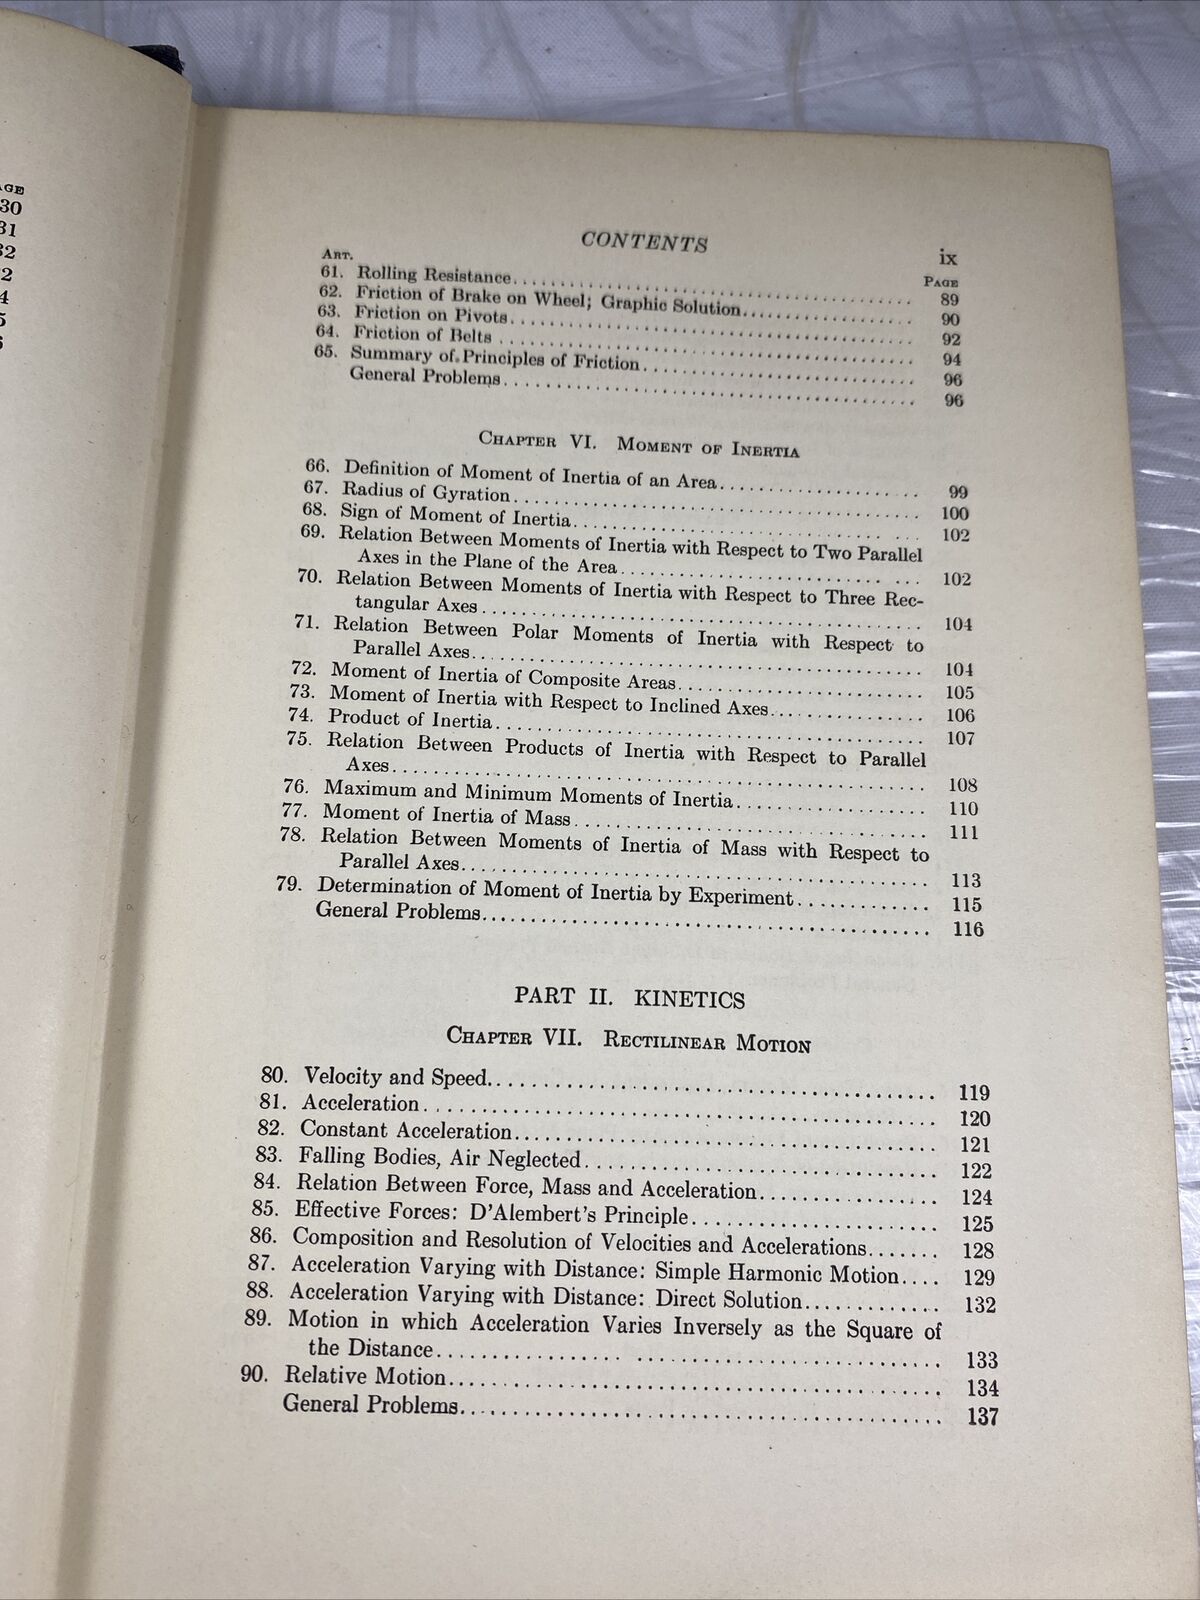 AGE
30
31
32
2
4
5
6
CONTENTS ix
ART. PAGE
61. Rolling Resistance........ 89
62. Friction of Brake on Wheel; Graphic Solution........ 90
63. Friction on Pivots........ 92
64. Friction of Belts........ 94
65. Summary of Principles of Friction........ 96
General Problems........ 96
CHAPTER VI. MOMENT OF INERTIA
66. Definition of Moment of Inertia of an Area........ 99
67. Radius of Gyration........ 100
68. Sign of Moment of Inertia........ 102
69. Relation Between Moments of Inertia with Respect to Two Parallel
Axes in the Plane of the Area........ 102
70. Relation Between Moments of Inertia with Respect to Three Rec-
tangular Axes........ 104
71. Relation Between Polar Moments of Inertia with Respect to
Parallel Axes........ 104
72. Moment of Inertia of Composite Areas........ 105
73. Moment of Inertia with Respect to Inclined Axes........ 106
74. Product of Inertia........ 107
75. Relation Between Products of Inertia with Respect to Parallel
Axes........ 108
76. Maximum and Minimum Moments of Inertia........ 110
77. Moment of Inertia of Mass........ 111
78. Relation Between Moments of Inertia of Mass with Respect to
Parallel Axes........ 113
79. Determination of Moment of Inertia by Experiment........ 115
General Problems........ 116
PART II. KINETICS
CHAPTER VII. RECTILINEAR MOTION
80. Velocity and Speed........ 119
81. Acceleration........ 120
82. Constant Acceleration........ 121
83. Falling Bodies, Air Neglected........ 122
84. Relation Between Force, Mass and Acceleration........ 124
85. Effective Forces: D'Alembert's Principle........ 125
86. Composition and Resolution of Velocities and Accelerations....... 128
87. Acceleration Varying with Distance: Simple Harmonic Motion.... 129
88. Acceleration Varying with Distance: Direct Solution........ 132
89. Motion in which Acceleration Varies Inversely as the Square of
the Distance........ 133
90. Relative Motion........ 134
General Problems........ 137